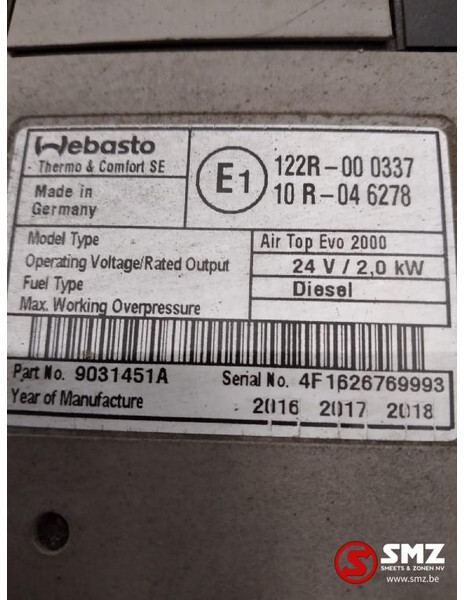 Webasto
Thermo & Comfort SE
Made in
Germany
E1
122R-00 0337
10 R-04 6278
Model Type
Air Top Evo 2000
Operating Voltage/Rated Output
24 V / 2,0 kW
Fuel Type
Diesel
Max. Working Overpressure
Part No. 9031451A
Serial No. 4F1626769993
Year of Manufacture
2016 2017 2018
SMZ
SMEETS & ZONEN NV
www.smz.be